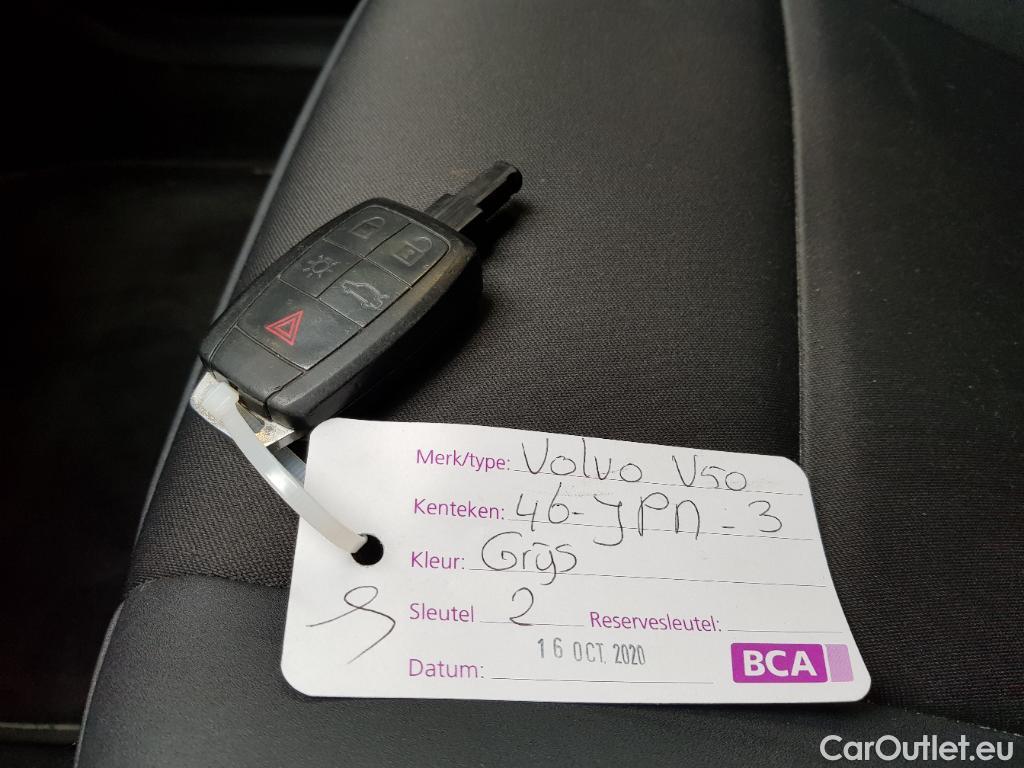 Merk/type: Volvo V50
Kenteken: 46-JPN-3
Kleur: Grijs
Sleutel 2 Reservesleutel:
16 OCT. 2020
Datum:
BCA
CarOutlet.eu